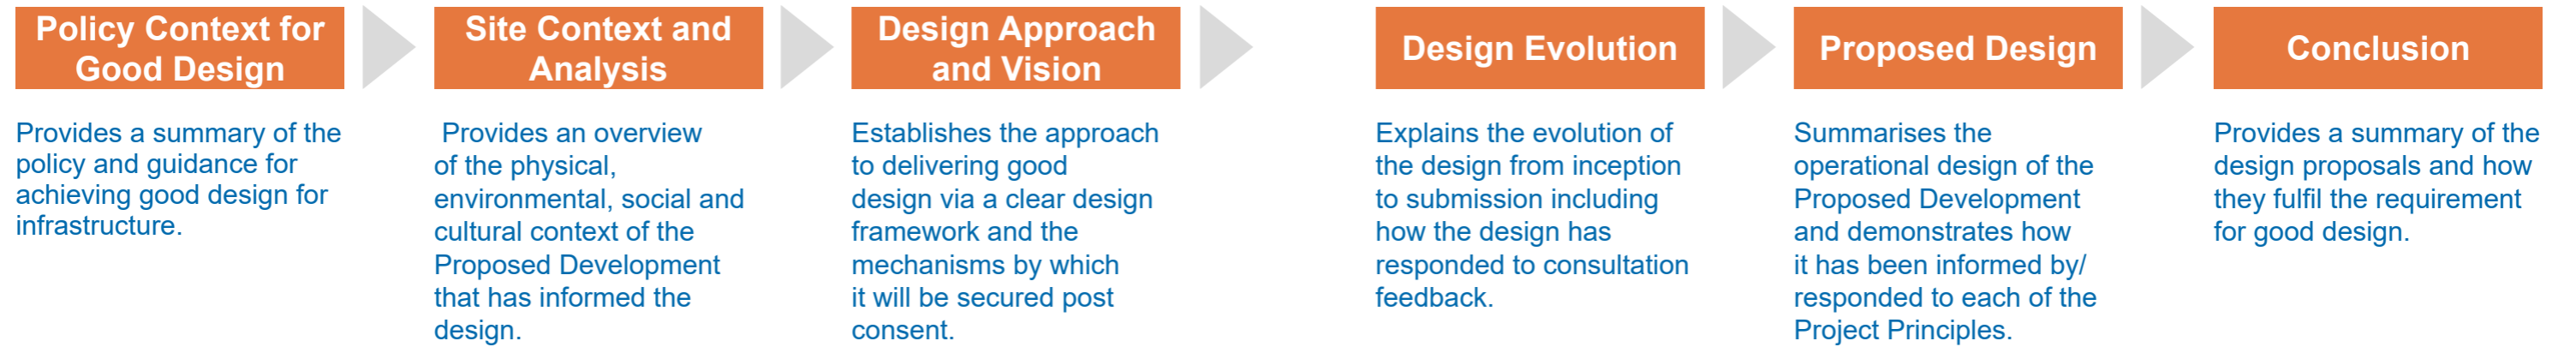 Policy Context for
Good Design
Provides a summary of the
policy and guidance for
achieving good design for
infrastructure.
Site Context and
Analysis
Provides an overview
of the physical,
environmental, social and
cultural context of the
Proposed Development
that has informed the
design.
Design Approach
and Vision
Establishes the approach
to delivering good
design via a clear design
framework and the
mechanisms by which
it will be secured post
consent.
Design Evolution
Explains the evolution of
the design from inception
to submission including
how the design has
responded to consultation
feedback.
Proposed Design
Summarises the
operational design of the
Proposed Development
and demonstrates how
it has been informed by/
responded to each of the
Project Principles.
Conclusion
Provides a summary of the
design proposals and how
they fulfil the requirement
for good design.